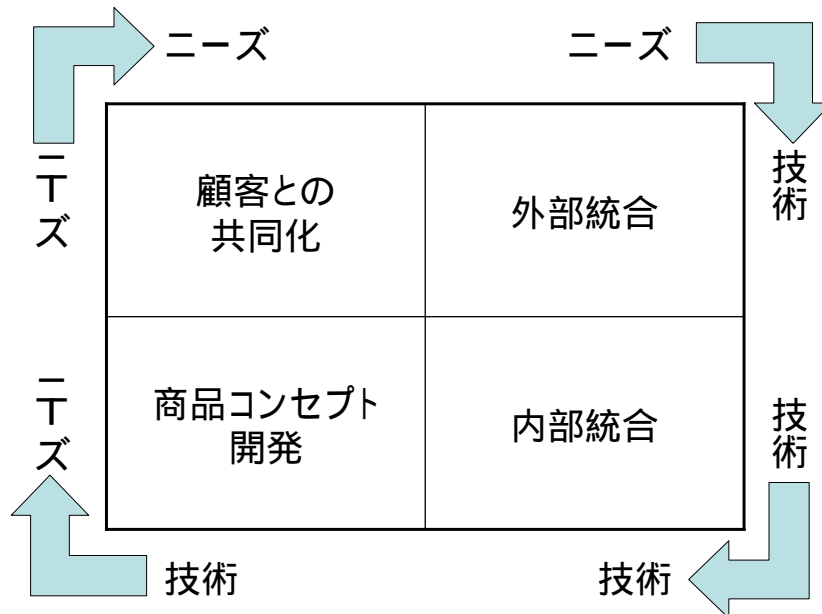 ニーズ
ニーズ
ニーズ
技術
顧客との
共同化
外部統合
ニーズ
技術
商品コンセプト
開発
内部統合
技術
技術